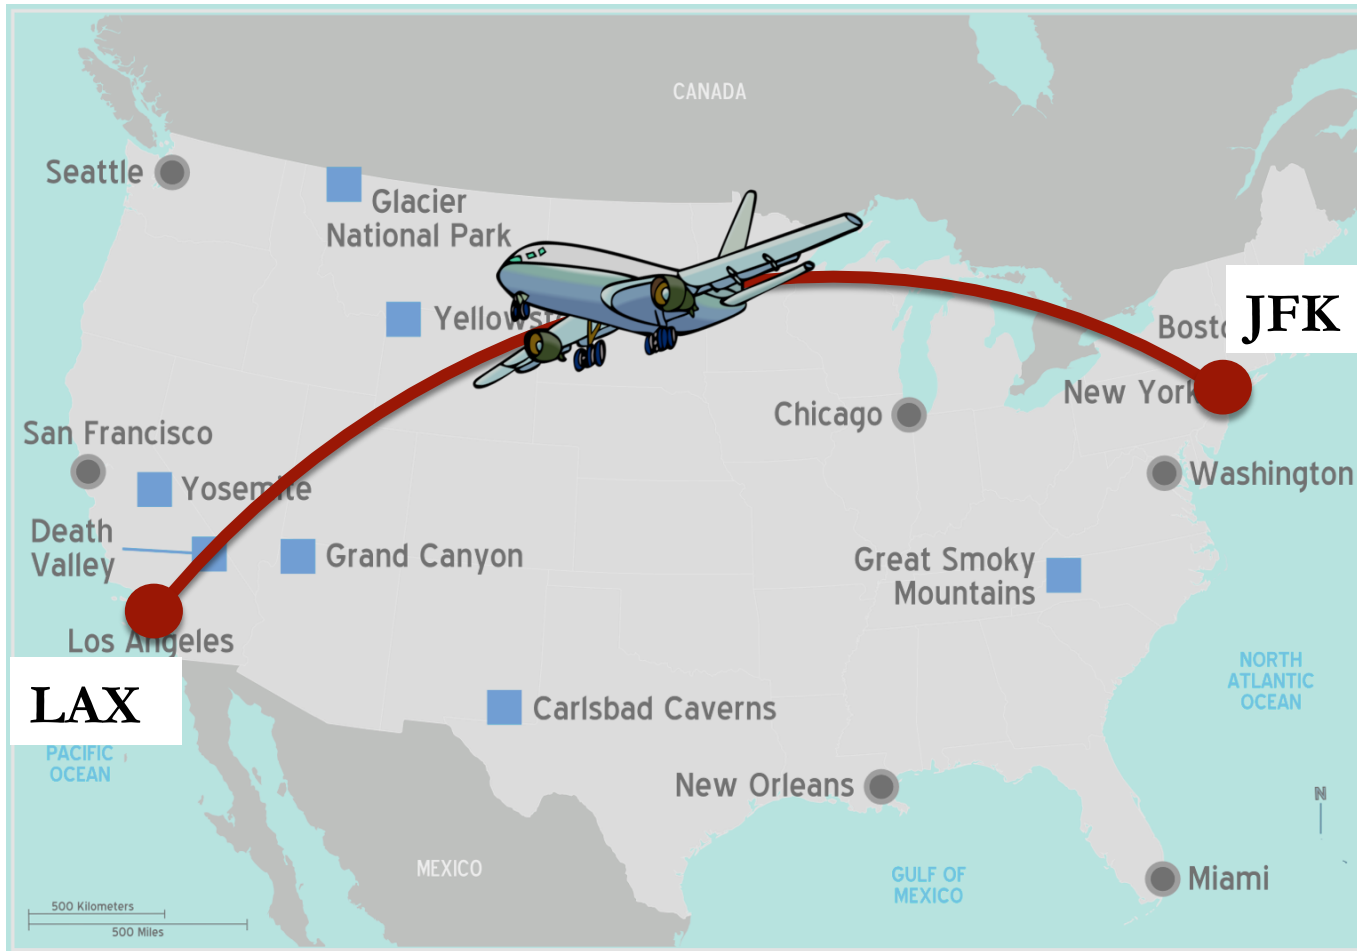 CANADA
Seattle
Glacier
National Park
Yellowst
JFK
Bosto
New York
Chicago
San Francisco
Washington
Yosemite
Death
Valley
Grand Canyon
Great Smoky
Mountains
Los Angeles
LAX
NORTH
ATLANTIC
OCEAN
Carlsbad Caverns
PACIFIC
OCEAN
New Orleans
N
MEXICO
GULF OF
MEXICO
Miami
500 Kilometers
500 Miles